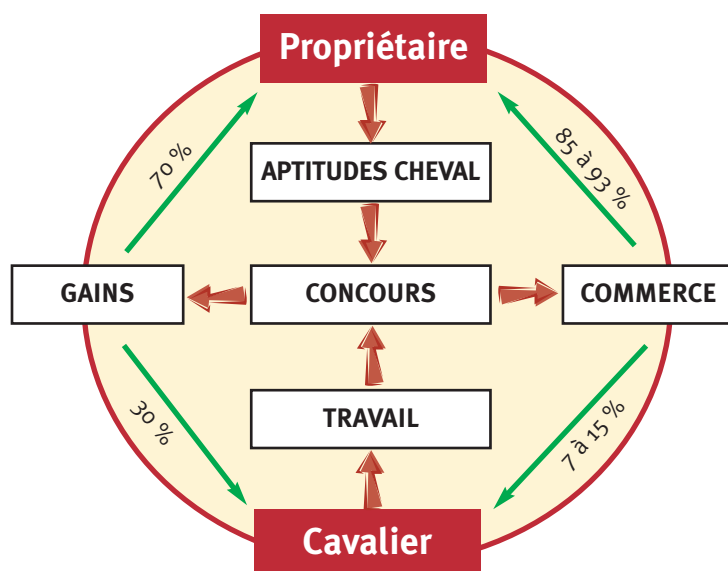 Propriétaire
70 %
85 à 93 %
APTITUDES CHEVAL
GAINS
CONCOURS
COMMERCE
30 %
TRAVAIL
7 à 15 %
Cavalier